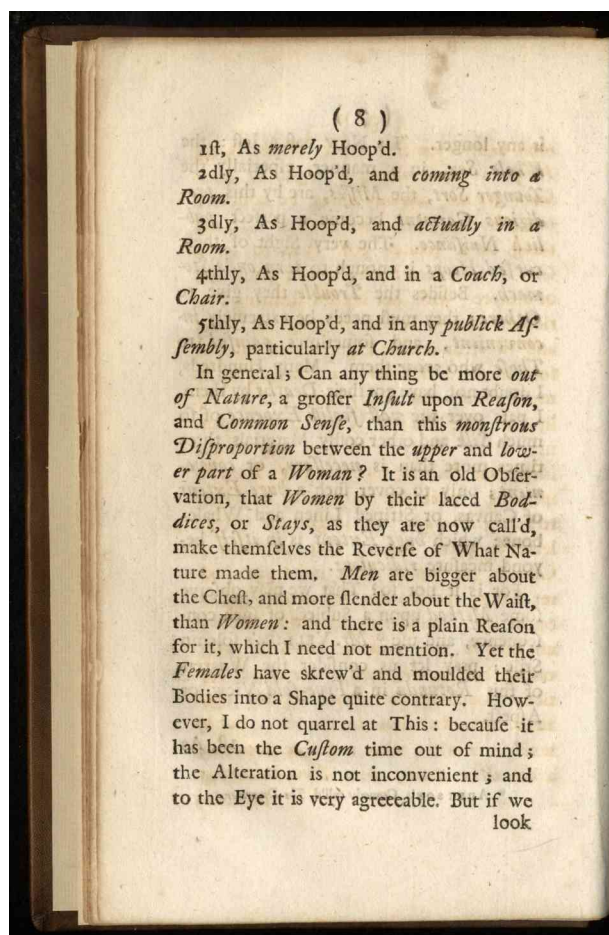 ( 8 )
1ſt, As merely Hoop'd.
2dly, As Hoop'd, and coming into a
Room.
3dly, As Hoop'd, and actually in a
Room.
4thly, As Hoop'd, and in a Coach, or
Chair.
5thly, As Hoop'd, and in any publick Aſ-
ſembly, particularly at Church.
In general; Can any thing be more out
of Nature, a groſſer Inſult upon Reaſon,
and Common Senſe, than this monſtrous
Diſproportion between the upper and low-
er part of a Woman? It is an old Obſer-
vation, that Women by their laced Bod-
dices, or Stays, as they are now call'd,
make themſelves the Reverſe of What Na-
ture made them. Men are bigger about
the Cheſt, and more ſlender about the Waiſt,
than Women: and there is a plain Reaſon
for it, which I need not mention. Yet the
Females have skrew'd and moulded their
Bodies into a Shape quite contrary. How-
ever, I do not quarrel at This: becauſe it
has been the Cuſtom time out of mind;
the Alteration is not inconvenient; and
to the Eye it is very agreeeable. But if we
look